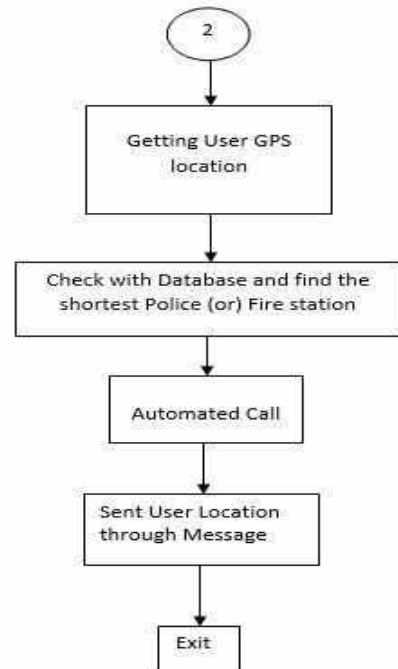 2
Getting User GPS
location
Check with Database and find the
shortest Police (or) Fire station
Automated Call
Sent User Location
through Message
Exit